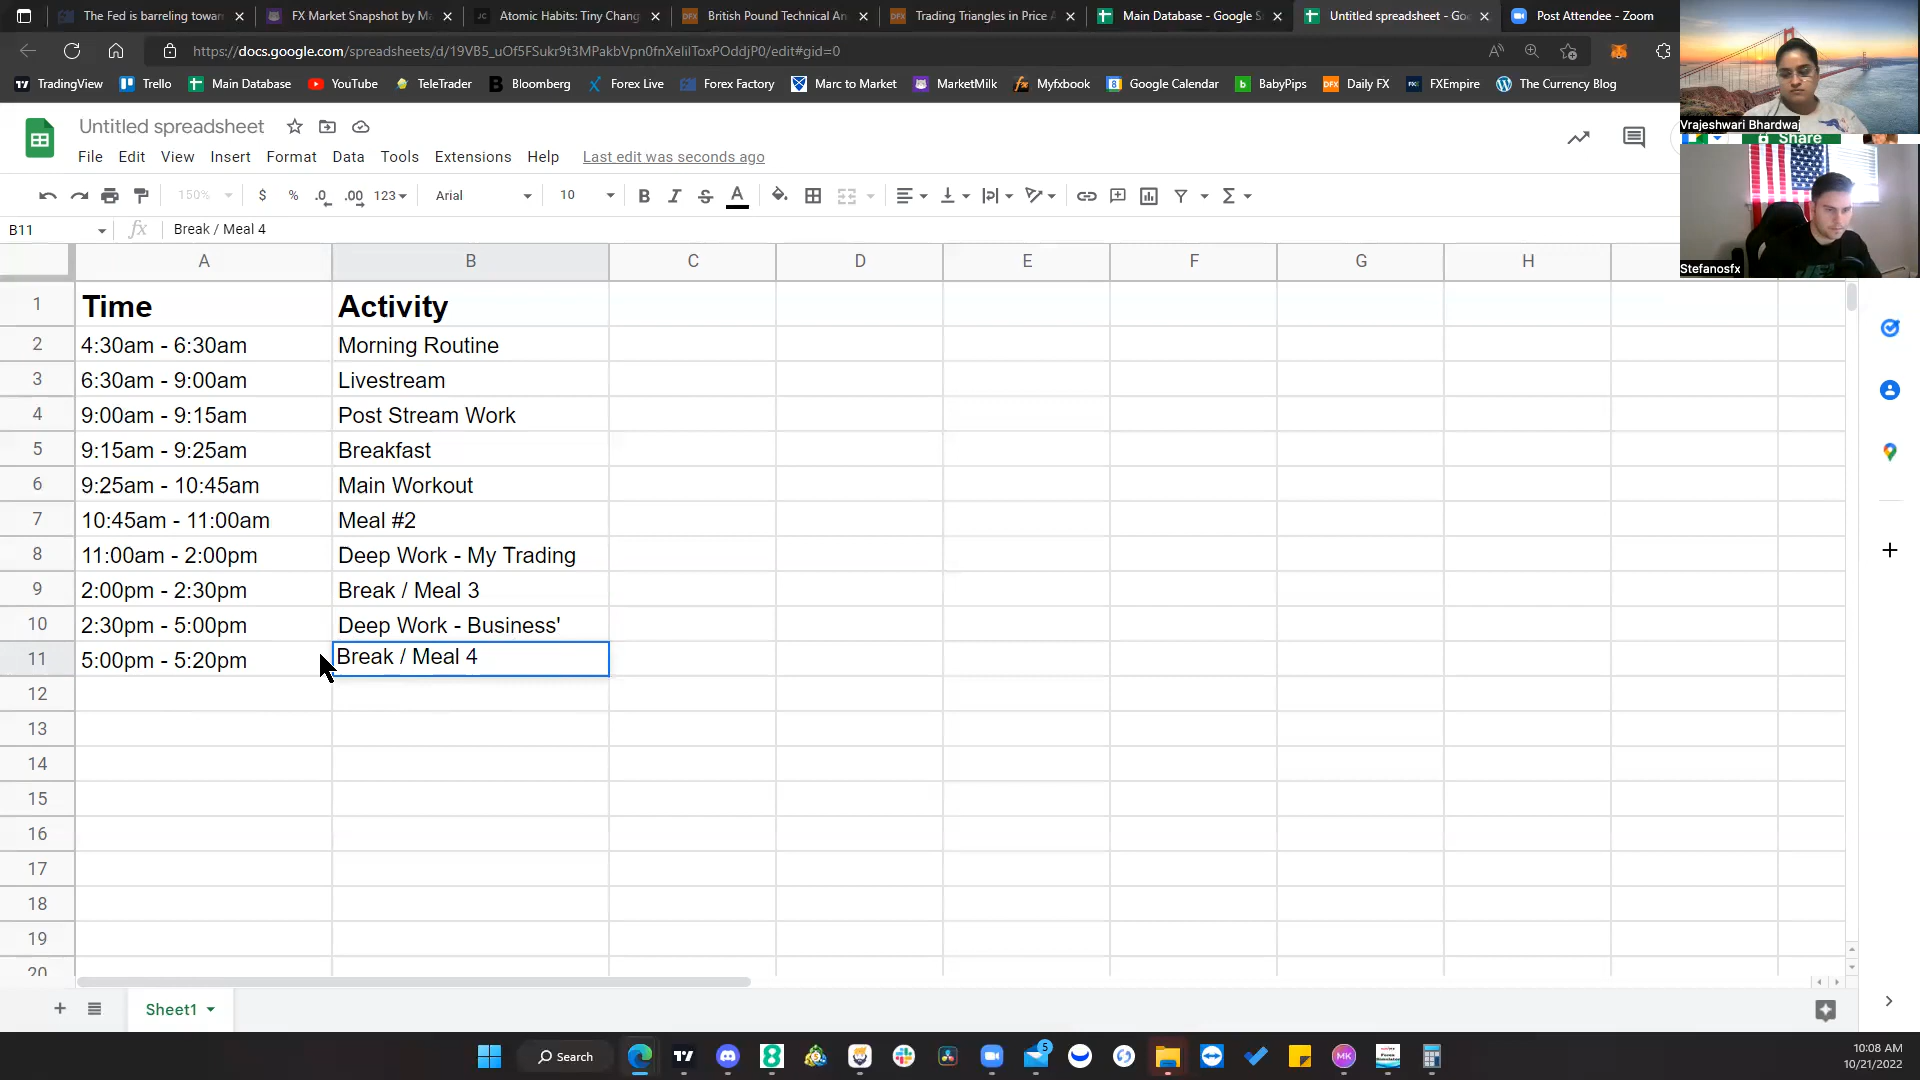 The Fed is barreling towar
FX Market Snapshot by Ma
Atomic Habits: Tiny Chang
British Pound Technical An
Trading Triangles in Price A
Main Database - Google S
Untitled spreadsheet - Goo
Post Attendee - Zoom
https://docs.google.com/spreadsheets/d/19VB5_uOf5FSukr9t3MPakbVpn0fnXeIilToxPOddjP0/edit#gid=0
TradingView Trello Main Database YouTube TeleTrader Bloomberg Forex Live Forex Factory Marc to Market MarketMilk Myfxbook Google Calendar BabyPips Daily FX FXEmpire The Currency Blog
Vrajeshwari Bhardwaj
Untitled spreadsheet
Share
File Edit View Insert Format Data Tools Extensions Help Last edit was seconds ago
150% $ % .0 .00 123 Arial 10 B I S A
B11 fx Break / Meal 4
Stefanosfx
A B C D E F G H
1 Time Activity
2 4:30am - 6:30am Morning Routine
3 6:30am - 9:00am Livestream
4 9:00am - 9:15am Post Stream Work
5 9:15am - 9:25am Breakfast
6 9:25am - 10:45am Main Workout
7 10:45am - 11:00am Meal #2
8 11:00am - 2:00pm Deep Work - My Trading
9 2:00pm - 2:30pm Break / Meal 3
10 2:30pm - 5:00pm Deep Work - Business'
11 5:00pm - 5:20pm Break / Meal 4
12
13
14
15
16
17
18
19
20
Sheet1
Search
5
MK
10:08 AM
10/21/2022